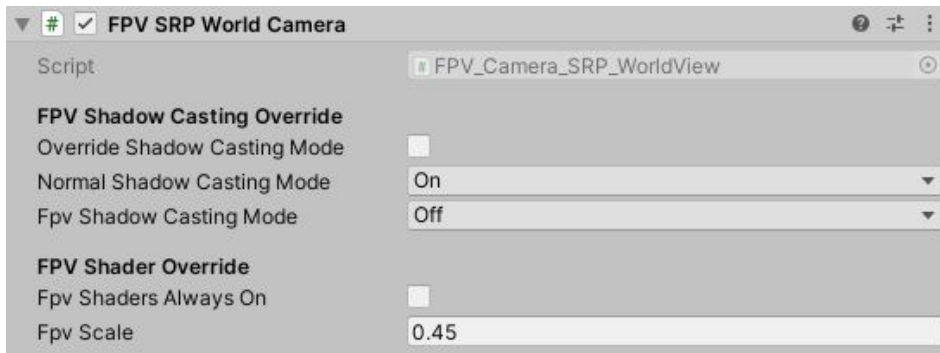 # FPV SRP World Camera
Script # FPV_Camera_SRP_WorldView
FPV Shadow Casting Override
Override Shadow Casting Mode
Normal Shadow Casting Mode On
Fpv Shadow Casting Mode Off
FPV Shader Override
Fpv Shaders Always On
Fpv Scale 0.45